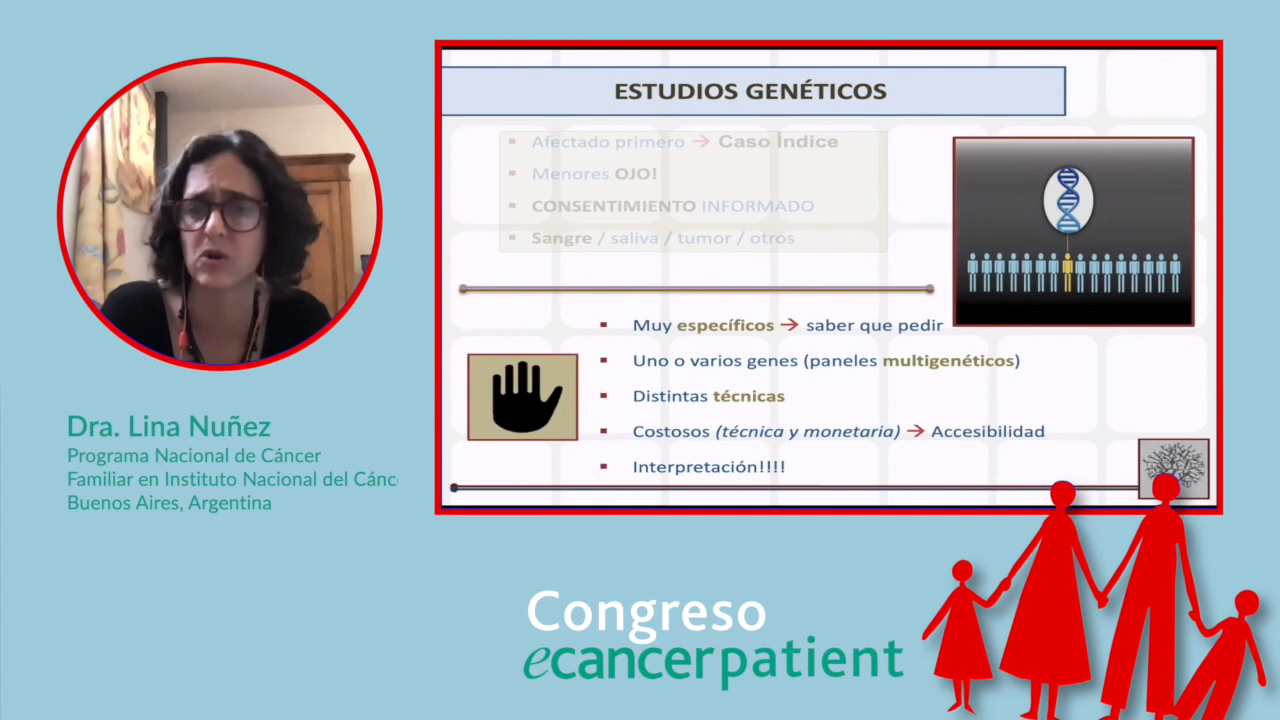 ESTUDIOS GENÉTICOS
▪ Afectado primero → Caso Índice
▪ Menores OJO!
▪ CONSENTIMIENTO INFORMADO
▪ Sangre / saliva / tumor / otros
▪ Muy específicos → saber que pedir
▪ Uno o varios genes (paneles multigenéticos)
▪ Distintas técnicas
▪ Costosos (técnica y monetaria) → Accesibilidad
▪ Interpretación!!!!
Dra. Lina Nuñez
Programa Nacional de Cáncer
Familiar en Instituto Nacional del Cánc
Buenos Aires, Argentina
Congreso
ecancerpatient